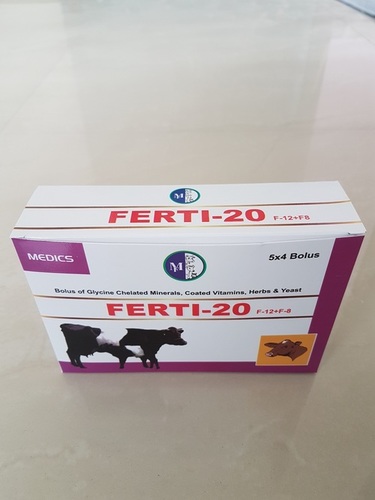 M
FERTI-20 F-12+F8
MEDICS
M
5x4 Bolus
Bolus of Glycine Chelated Minerals, Coated Vitamins, Herbs & Yeast
FERTI-20 F-12+F-8